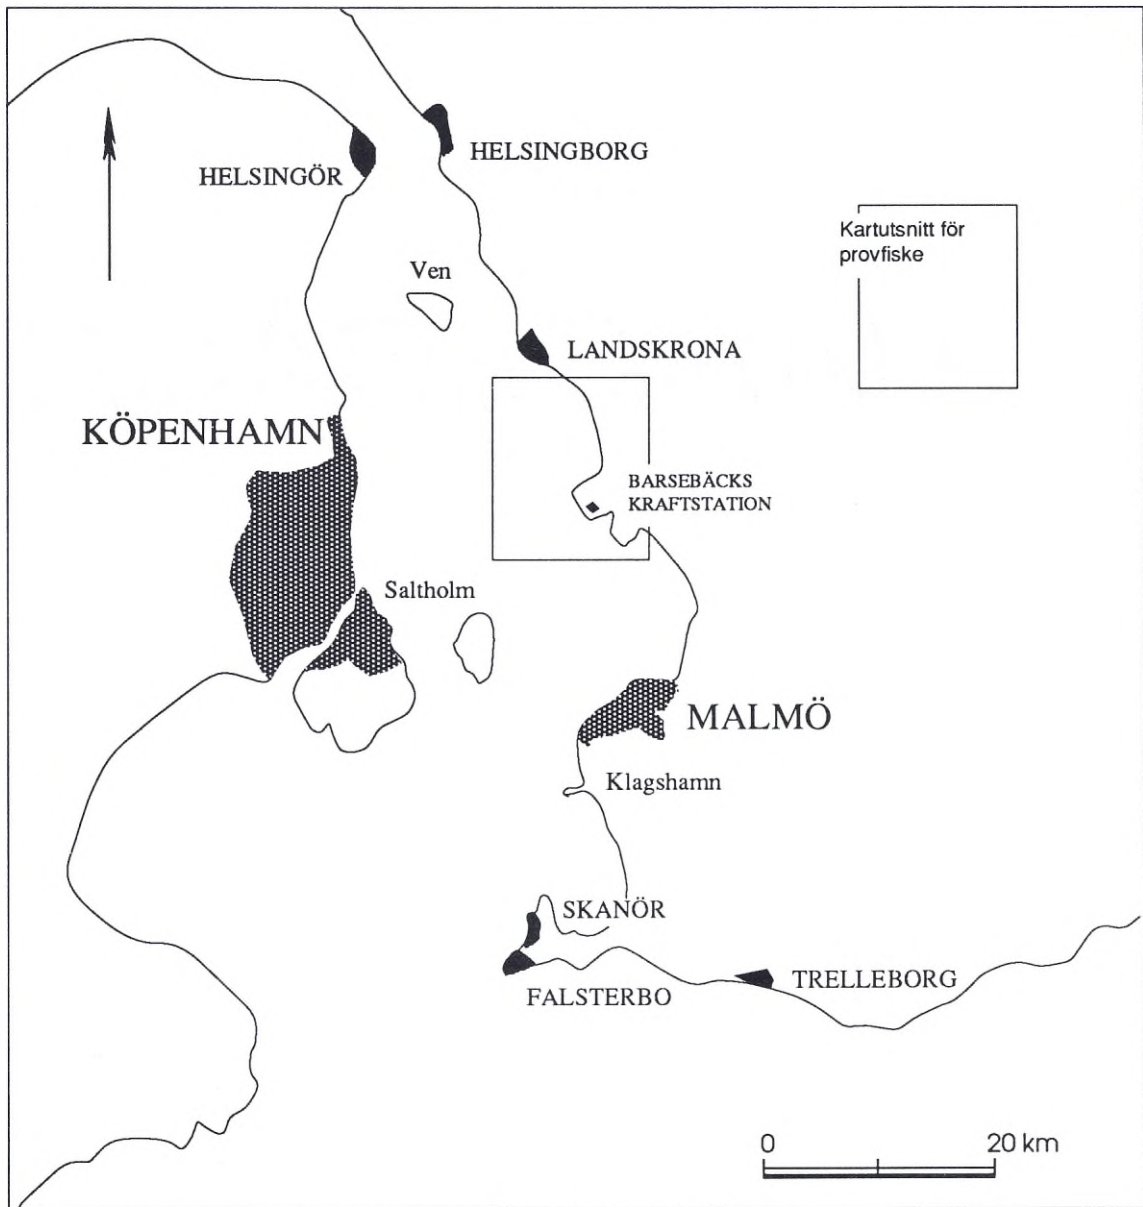 HELSINGBORG
HELSINGÖR
Kartutsnitt för
provfiske
Ven
LANDSKRONA
KÖPENHAMN
BARSEBÄCKS
KRAFTSTATION
Saltholm
MALMÖ
Klagshamn
SKANÖR
TRELLEBORG
FALSTERBO
0 20 km